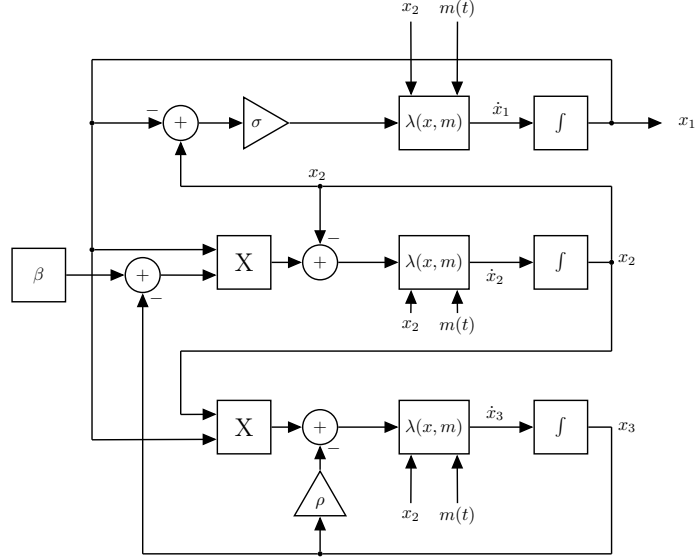 x₂ m(t)
− + σ λ(x, m) ẋ₁ ∫ x₁
x₂
−
β + − X + λ(x, m) ẋ₂ ∫ x₂
x₂ m(t)
X + λ(x, m) ẋ₃ ∫ x₃
−
ρ
x₂ m(t)